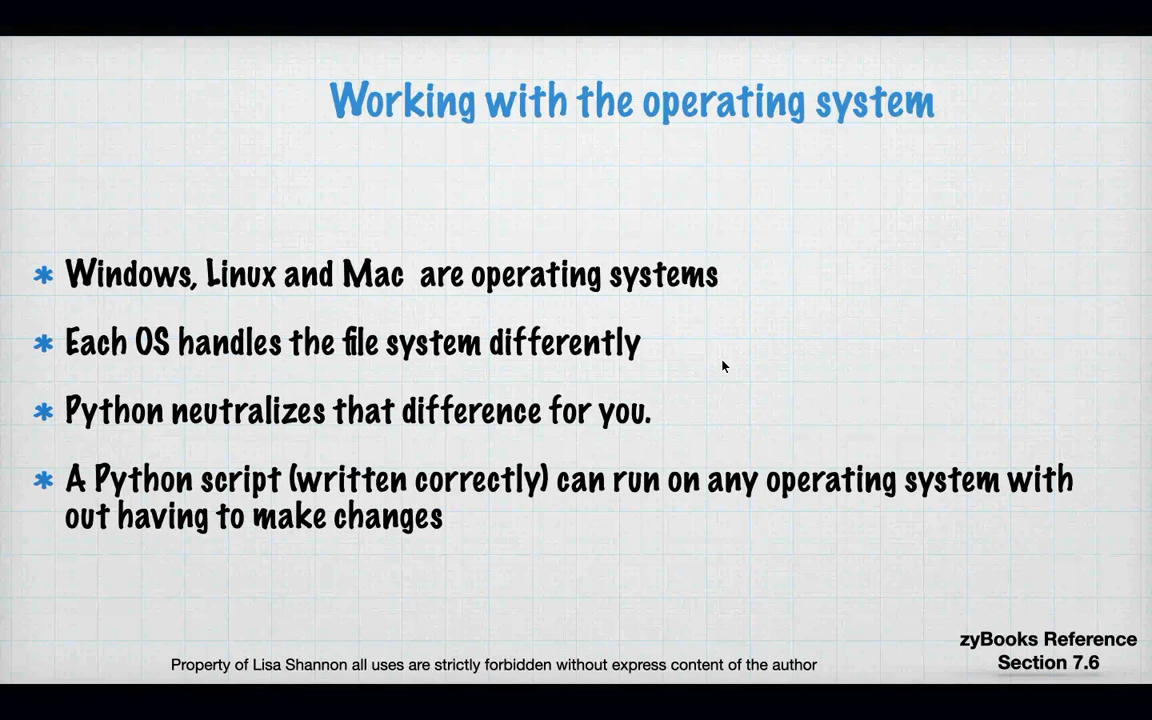 Working with the operating system
* Windows, Linux and Mac  are operating systems
* Each OS handles the file system differently
* Python neutralizes that difference for you.
* A Python script (written correctly) can run on any operating system with
out having to make changes
zyBooks Reference
Section 7.6
Property of Lisa Shannon all uses are strictly forbidden without express content of the author